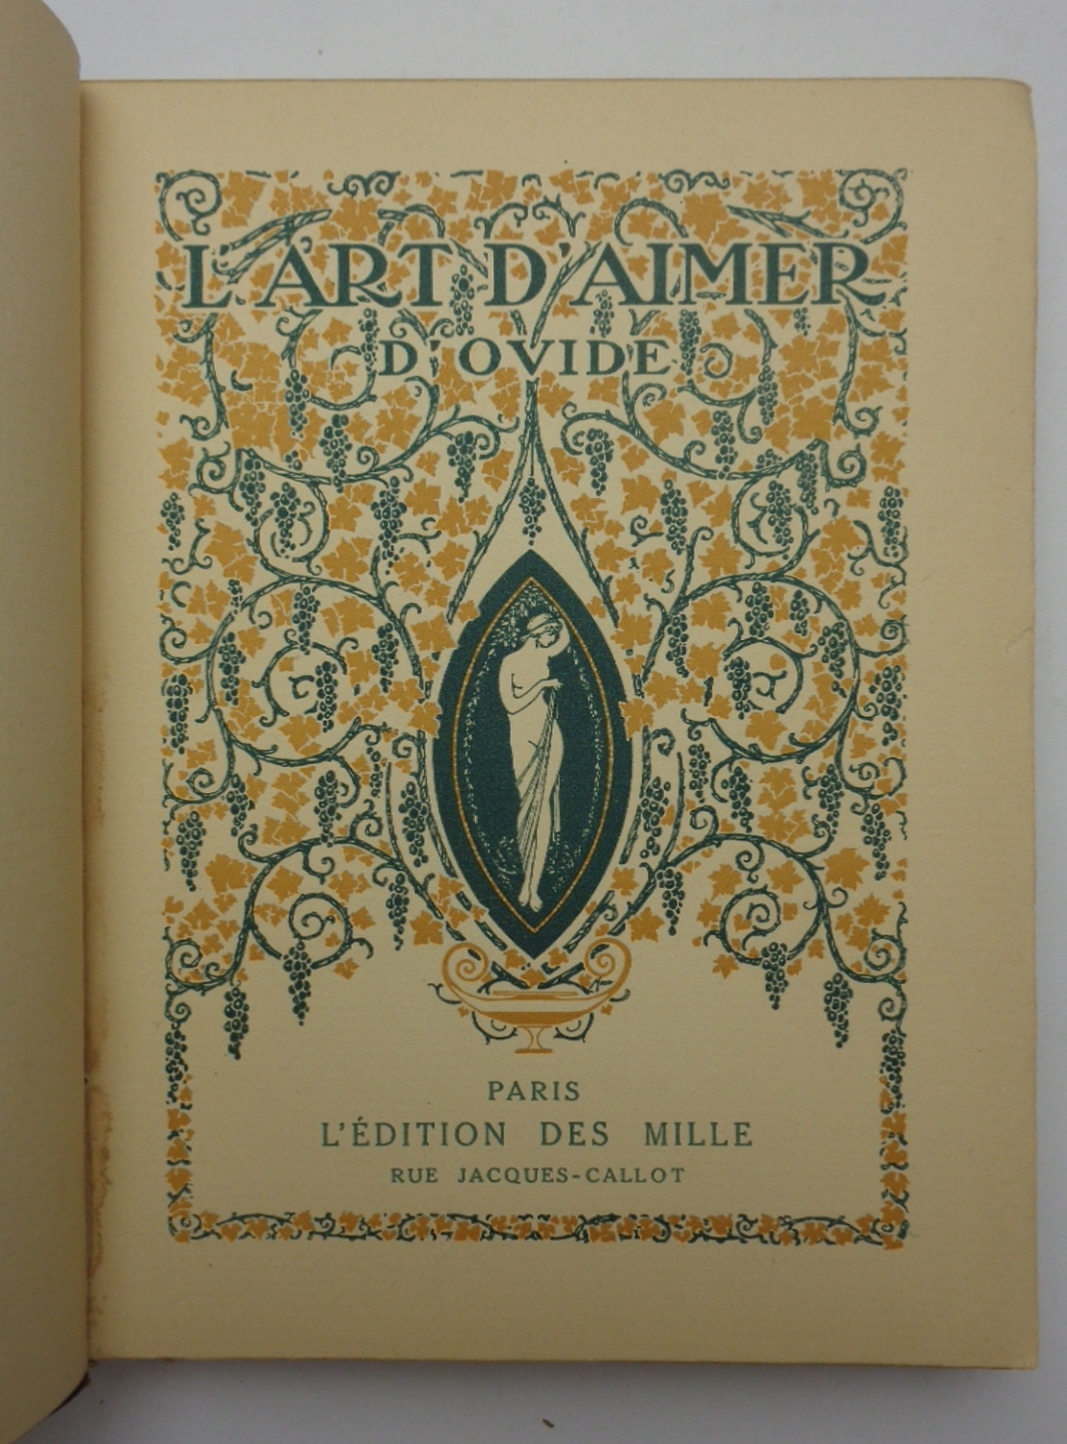 L'ART D'AIMER
D'OVIDE
PARIS
L'ÉDITION DES MILLE
RUE JACQUES-CALLOT